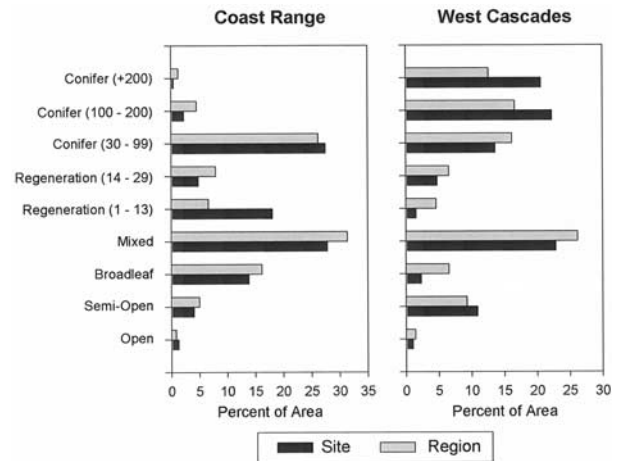 Coast Range
West Cascades
Conifer (+200)
Conifer (100 - 200)
Conifer (30 - 99)
Regeneration (14 - 29)
Regeneration (1 - 13)
Mixed
Broadleaf
Semi-Open
Open
0 5 10 15 20 25 30 35
0 5 10 15 20 25 30
Percent of Area
Percent of Area
Site Region